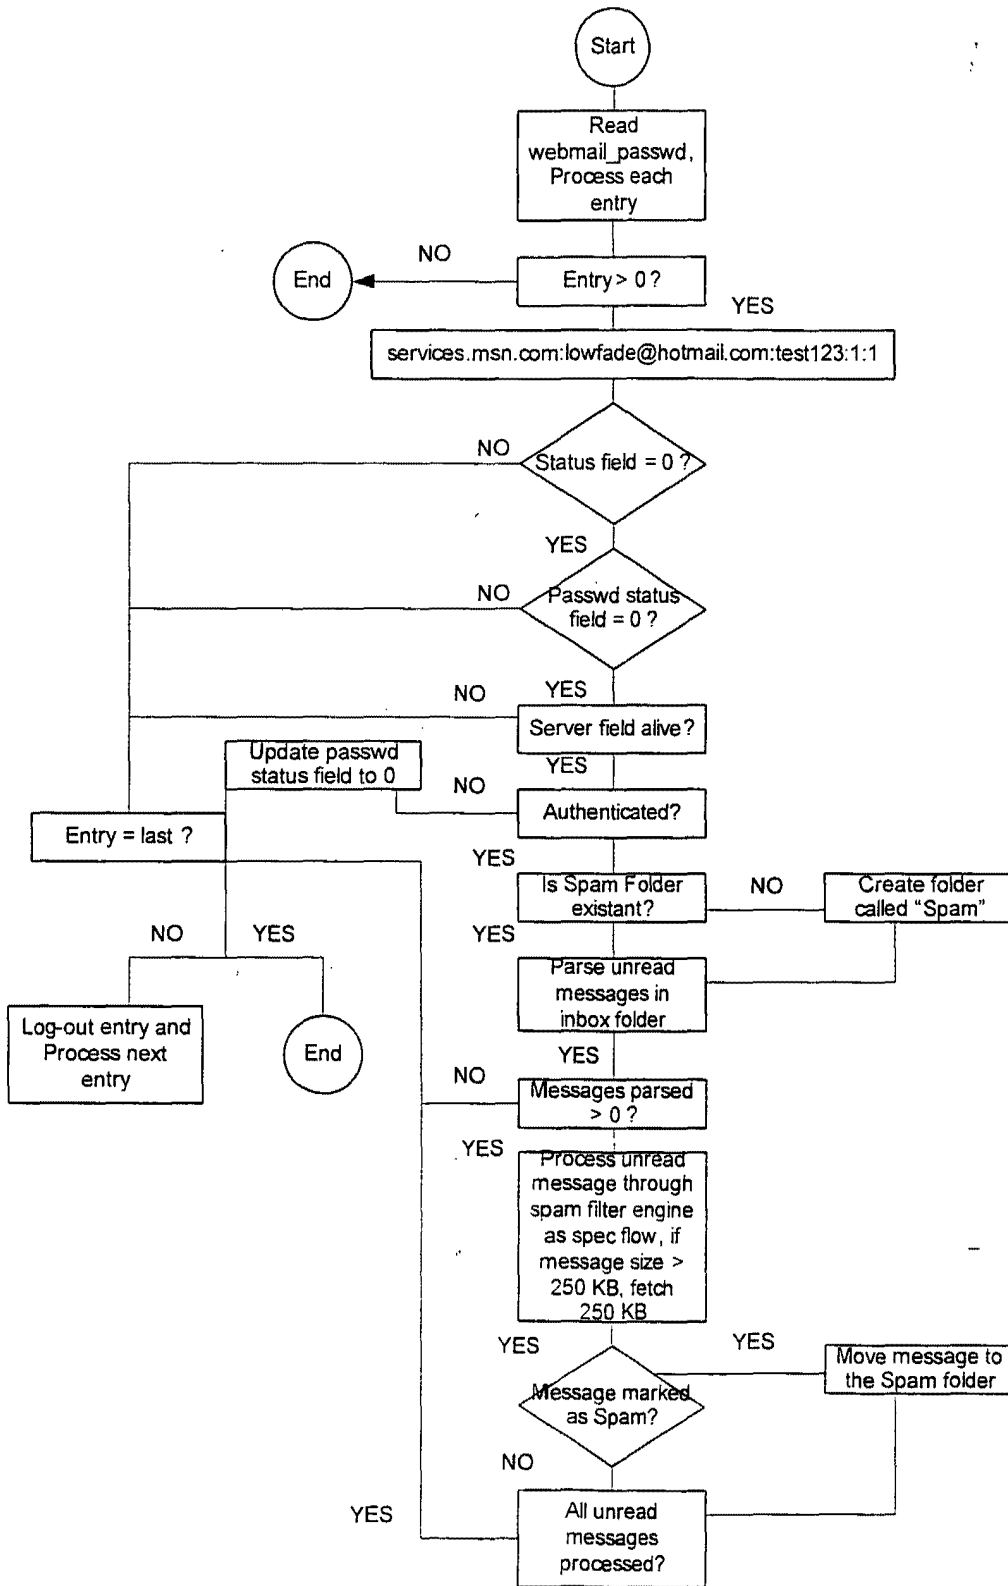 Start
Read
webmail_passwd,
Process each
entry
NO
End
Entry > 0 ?
YES
services.msn.com:lowfade@hotmail.com:test123:1:1
NO
Status field = 0 ?
YES
NO
Passwd status
field = 0 ?
NO
YES
Server field alive?
Update passwd
status field to 0
YES
NO
Authenticated?
Entry = last ?
YES
Is Spam Folder
existant?
NO
Create folder
called “Spam”
NO
YES
YES
Parse unread
messages in
inbox folder
Log-out entry and
Process next
entry
End
YES
NO
Messages parsed
> 0 ?
YES
Process unread
message through
spam filter engine
as spec flow, if
message size >
250 KB, fetch
250 KB
YES
YES
Move message to
the Spam folder
Message marked
as Spam?
NO
YES
All unread
messages
processed?